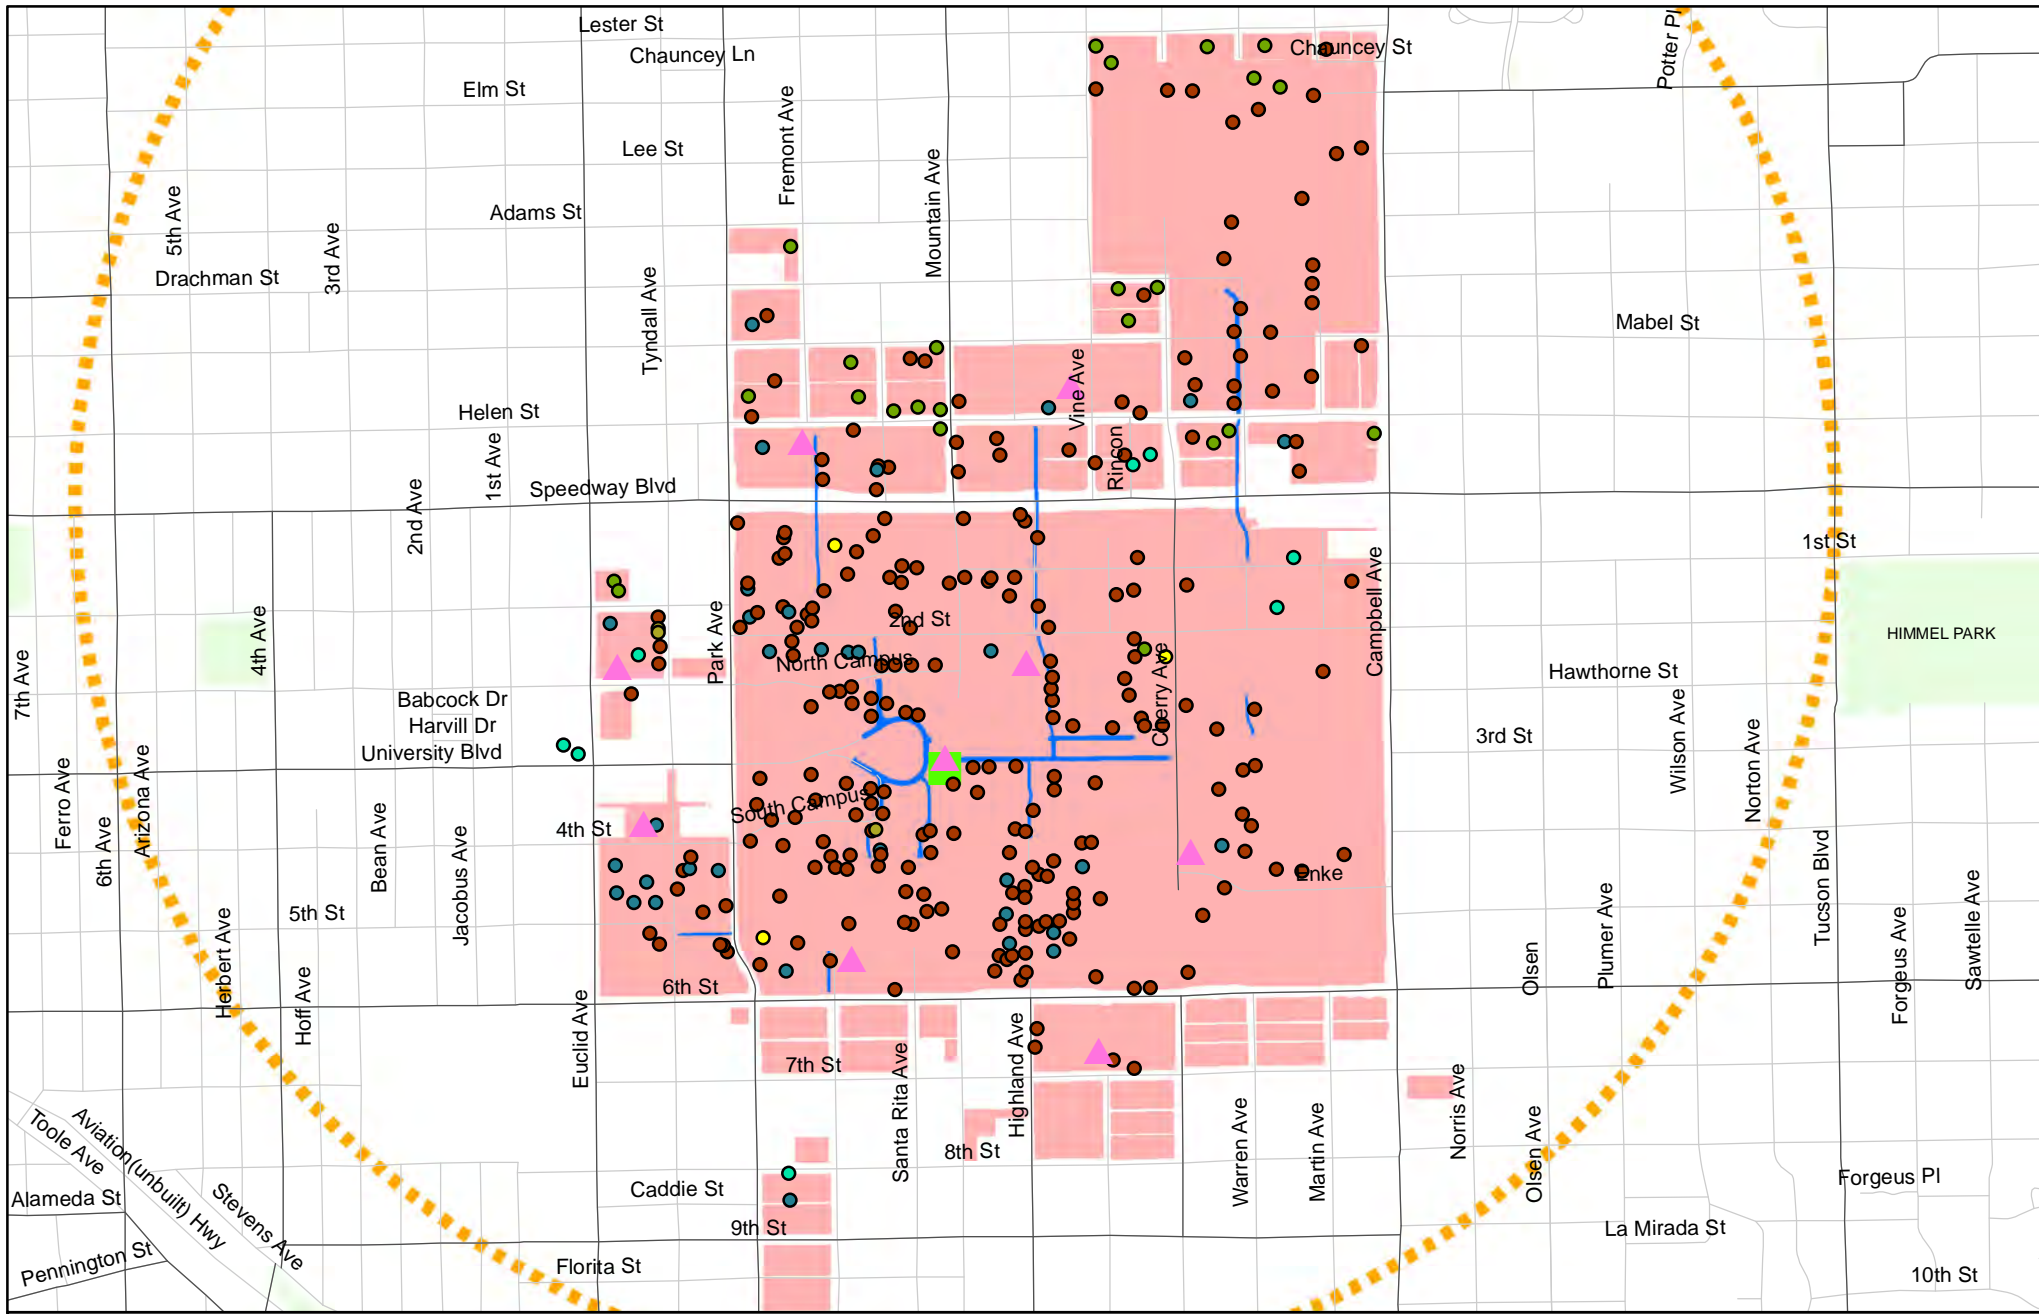 Lester St
Chauncey Ln
Chauncey St
Potter Pl
Elm St
Fremont Ave
Lee St
Mountain Ave
5th Ave
Adams St
3rd Ave
Drachman St
Tyndall Ave
Mabel St
Vine Ave
Helen St
1st Ave
Rincon
Speedway Blvd
2nd Ave
1st St
Campbell Ave
4th Ave
Park Ave
2nd St
HIMMEL PARK
7th Ave
North Campus
Cherry Ave
Hawthorne St
Babcock Dr
Harvill Dr
University Blvd
3rd St
Wilson Ave
Norton Ave
Ferro Ave
6th Ave
Arizona Ave
South Campus
4th St
Bean Ave
Jacobus Ave
Enke
Tucson Blvd
5th St
Herbert Ave
Hoff Ave
6th St
Olsen
Plumer Ave
Forgeus Ave
Sawtelle Ave
Euclid Ave
7th St
Santa Rita Ave
Highland Ave
8th St
Warren Ave
Martin Ave
Norris Ave
Olsen Ave
Toole Ave
Aviation(unbuilt) Hwy
Alameda St
Stevens Ave
Caddie St
Forgeus Pl
9th St
La Mirada St
Pennington St
Florita St
10th St